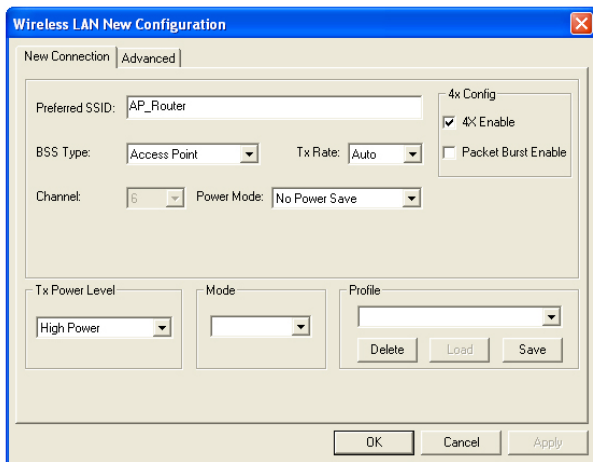 Wireless LAN New Configuration
New Connection
Advanced
Preferred SSID:
AP_Router
4x Config
4X Enable
Packet Burst Enable
BSS Type:
Access Point
Tx Rate:
Auto
Channel:
6
Power Mode:
No Power Save
Tx Power Level
High Power
Mode
Profile
Delete
Load
Save
OK
Cancel
Apply